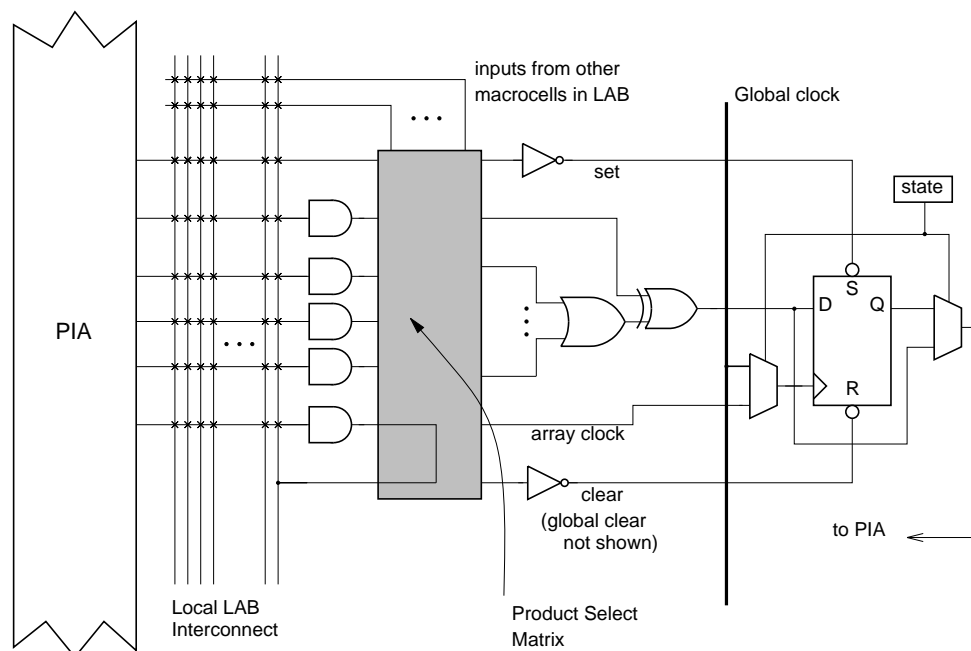 inputs from other
macrocells in LAB
Global clock
set
state
S
D
Q
PIA
R
array clock
clear
(global clear
not shown)
to PIA
Local LAB
Interconnect
Product Select
Matrix